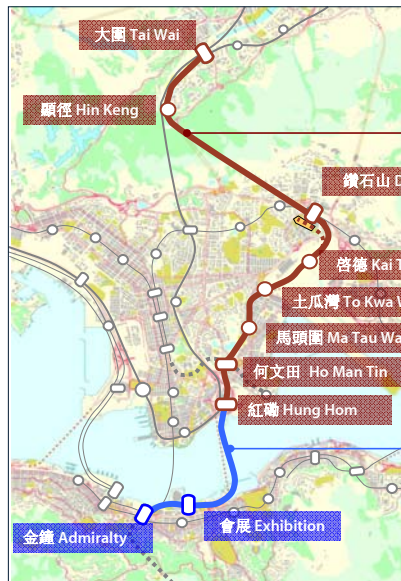 大圍 Tai Wai
顯徑 Hin Keng
鑽石山 D
啓德 Kai T
土瓜灣 To Kwa W
馬頭圍 Ma Tau Wa
何文田 Ho Man Tin
紅磡 Hung Hom
會展 Exhibition
金鐘 Admiralty